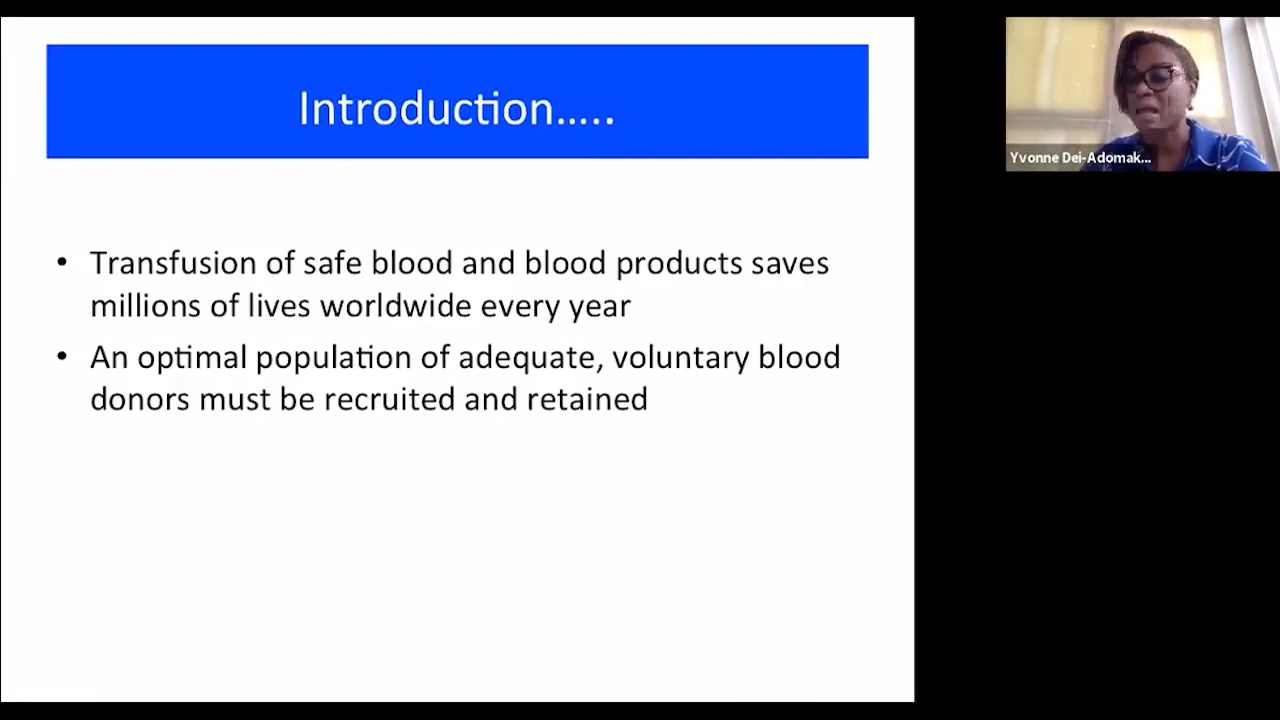 Introduction…..
• Transfusion of safe blood and blood products saves
millions of lives worldwide every year
• An optimal population of adequate, voluntary blood
donors must be recruited and retained
Yvonne Dei-Adomak...